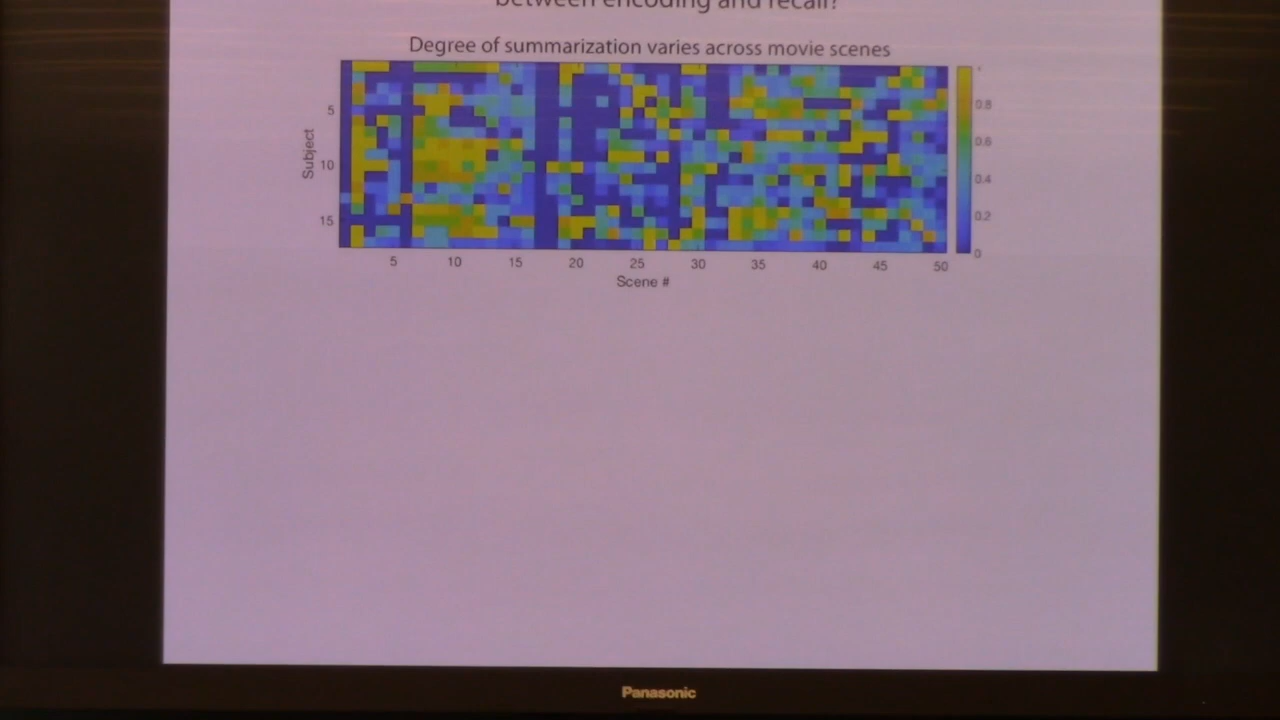 between encoding and recall?
Degree of summarization varies across movie scenes
Subject
5
10
15
5 10 15 20 25 30 35 40 45 50
Scene #
0.8
0.6
0.4
0.2
0
Panasonic